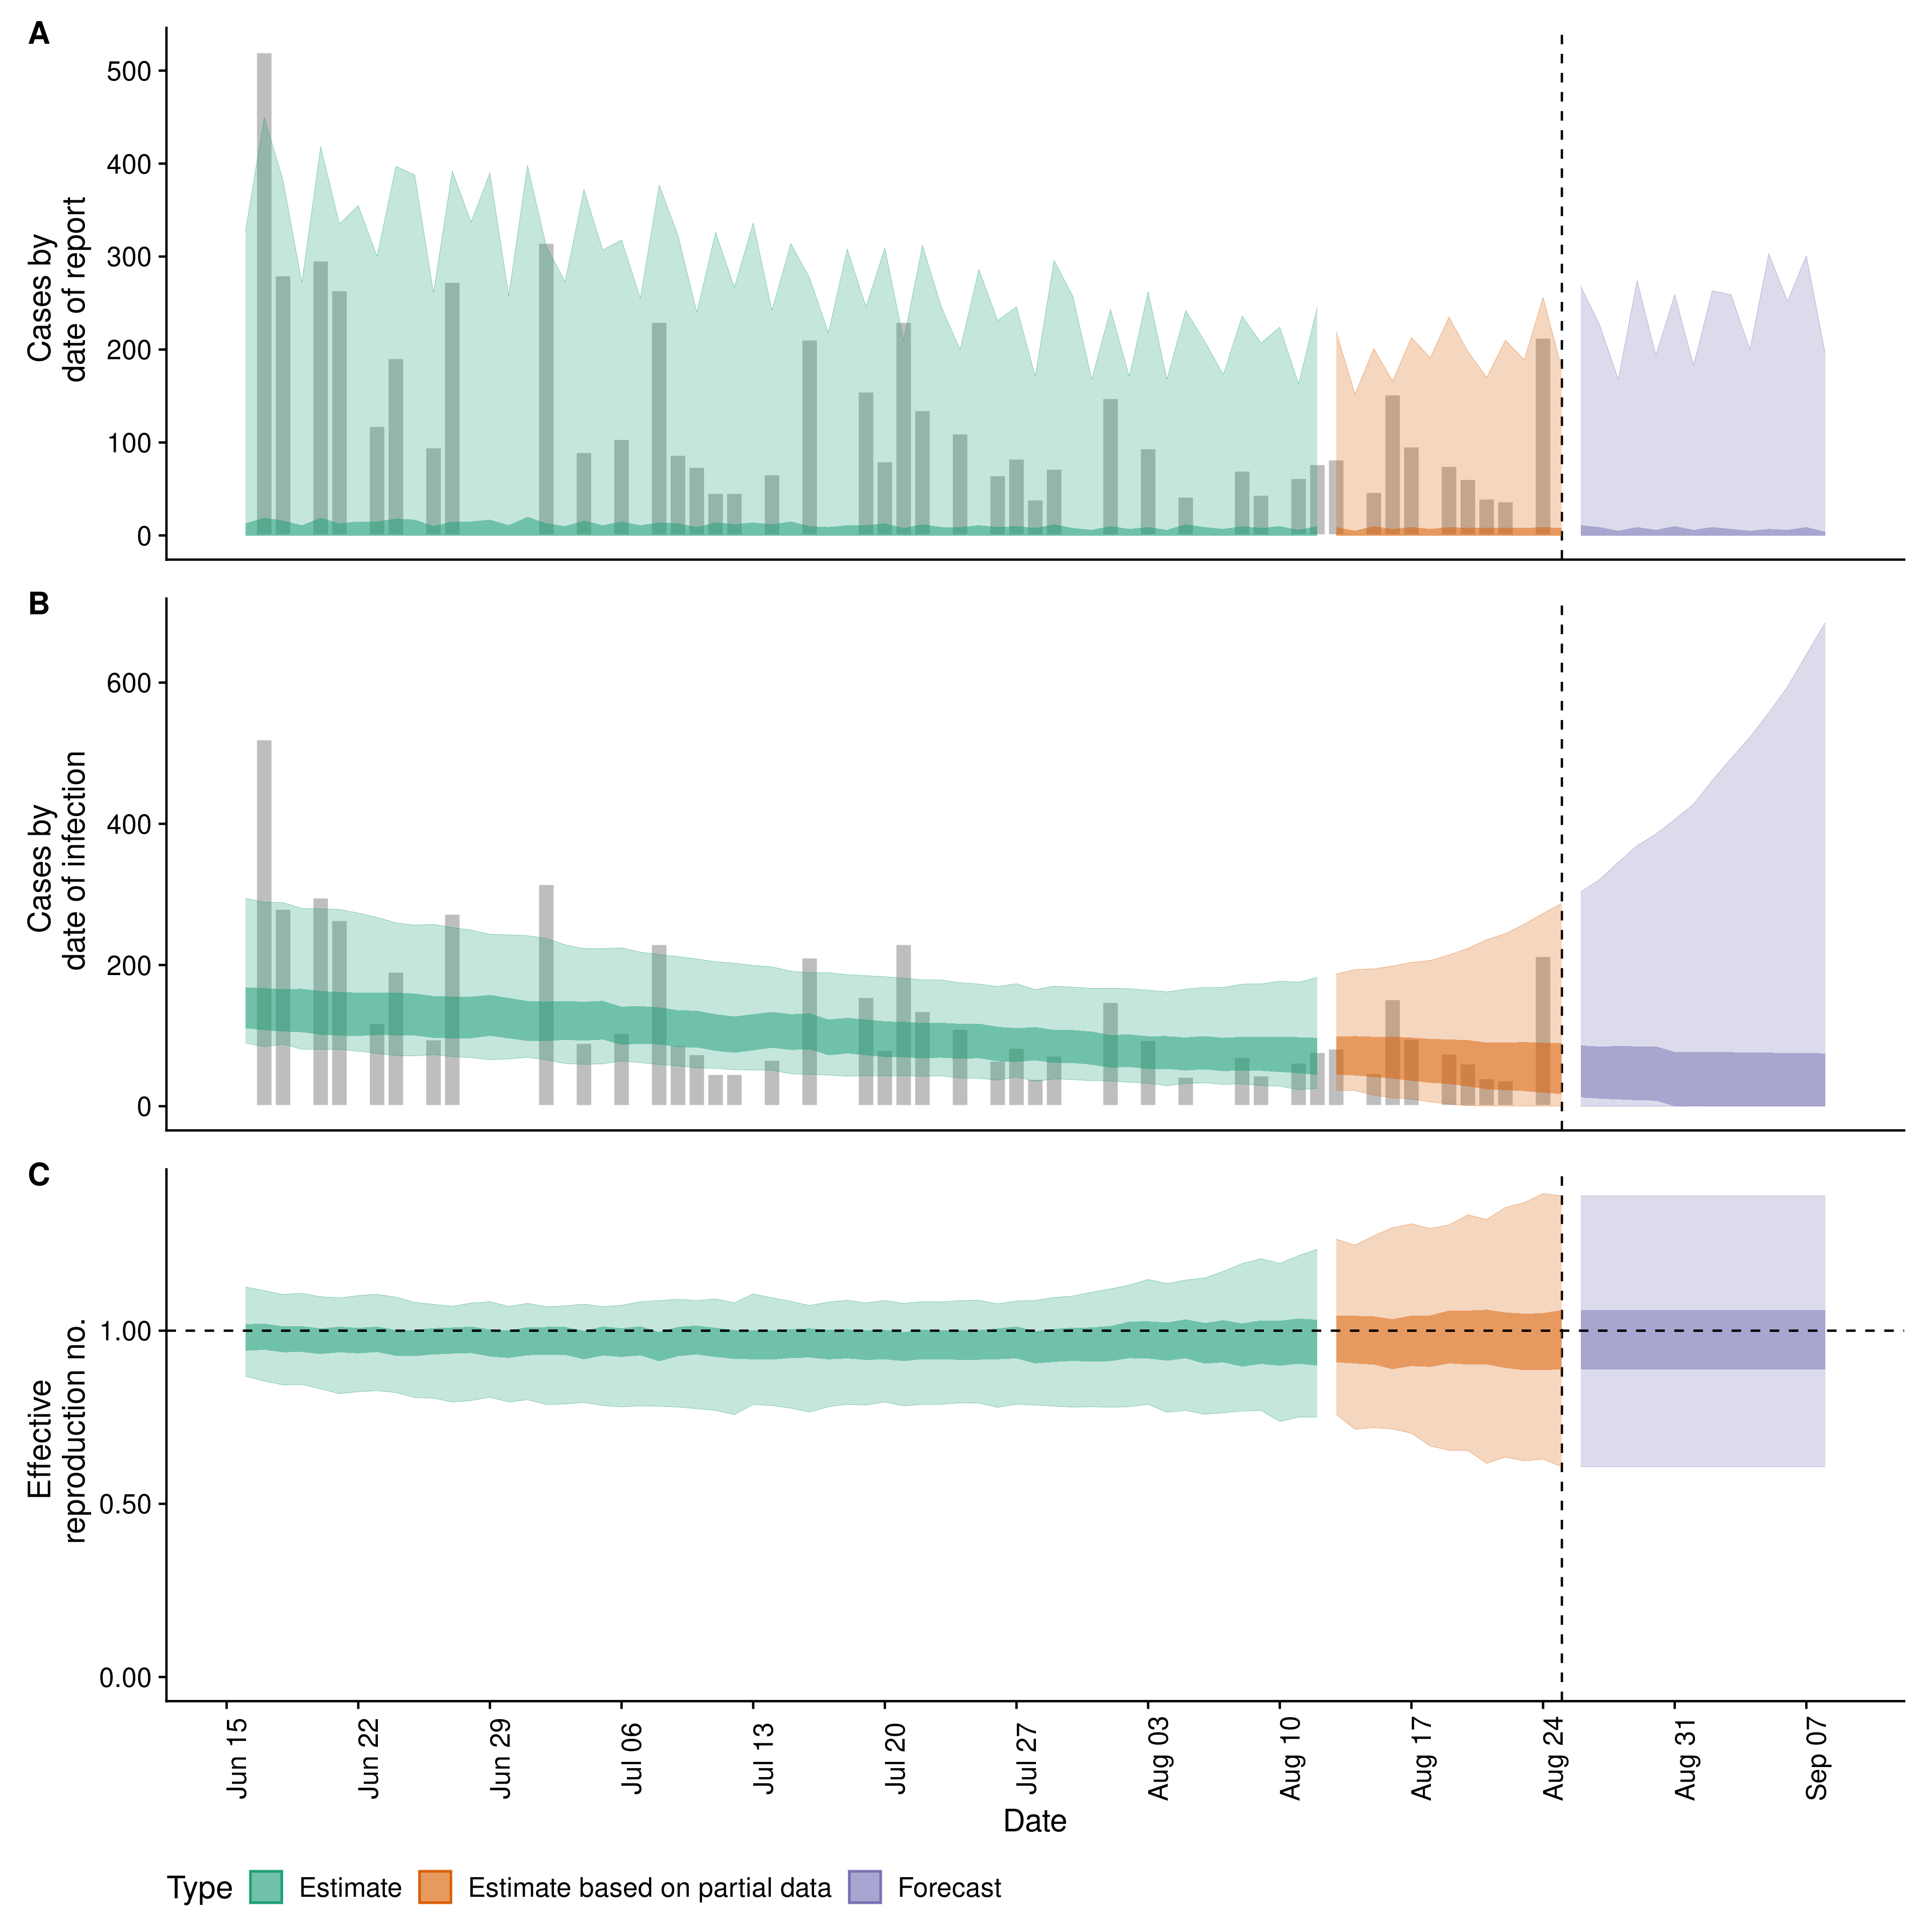 A
Cases by
date of report
500
400
300
200
100
0
B
Cases by
date of infection
600
400
200
0
C
Effective
reproduction no.
1.00
0.50
0.00
Jun 15
Jun 22
Jun 29
Jul 06
Jul 13
Jul 20
Jul 27
Aug 03
Aug 10
Aug 17
Aug 24
Aug 31
Sep 07
Date
Type Estimate Estimate based on partial data Forecast